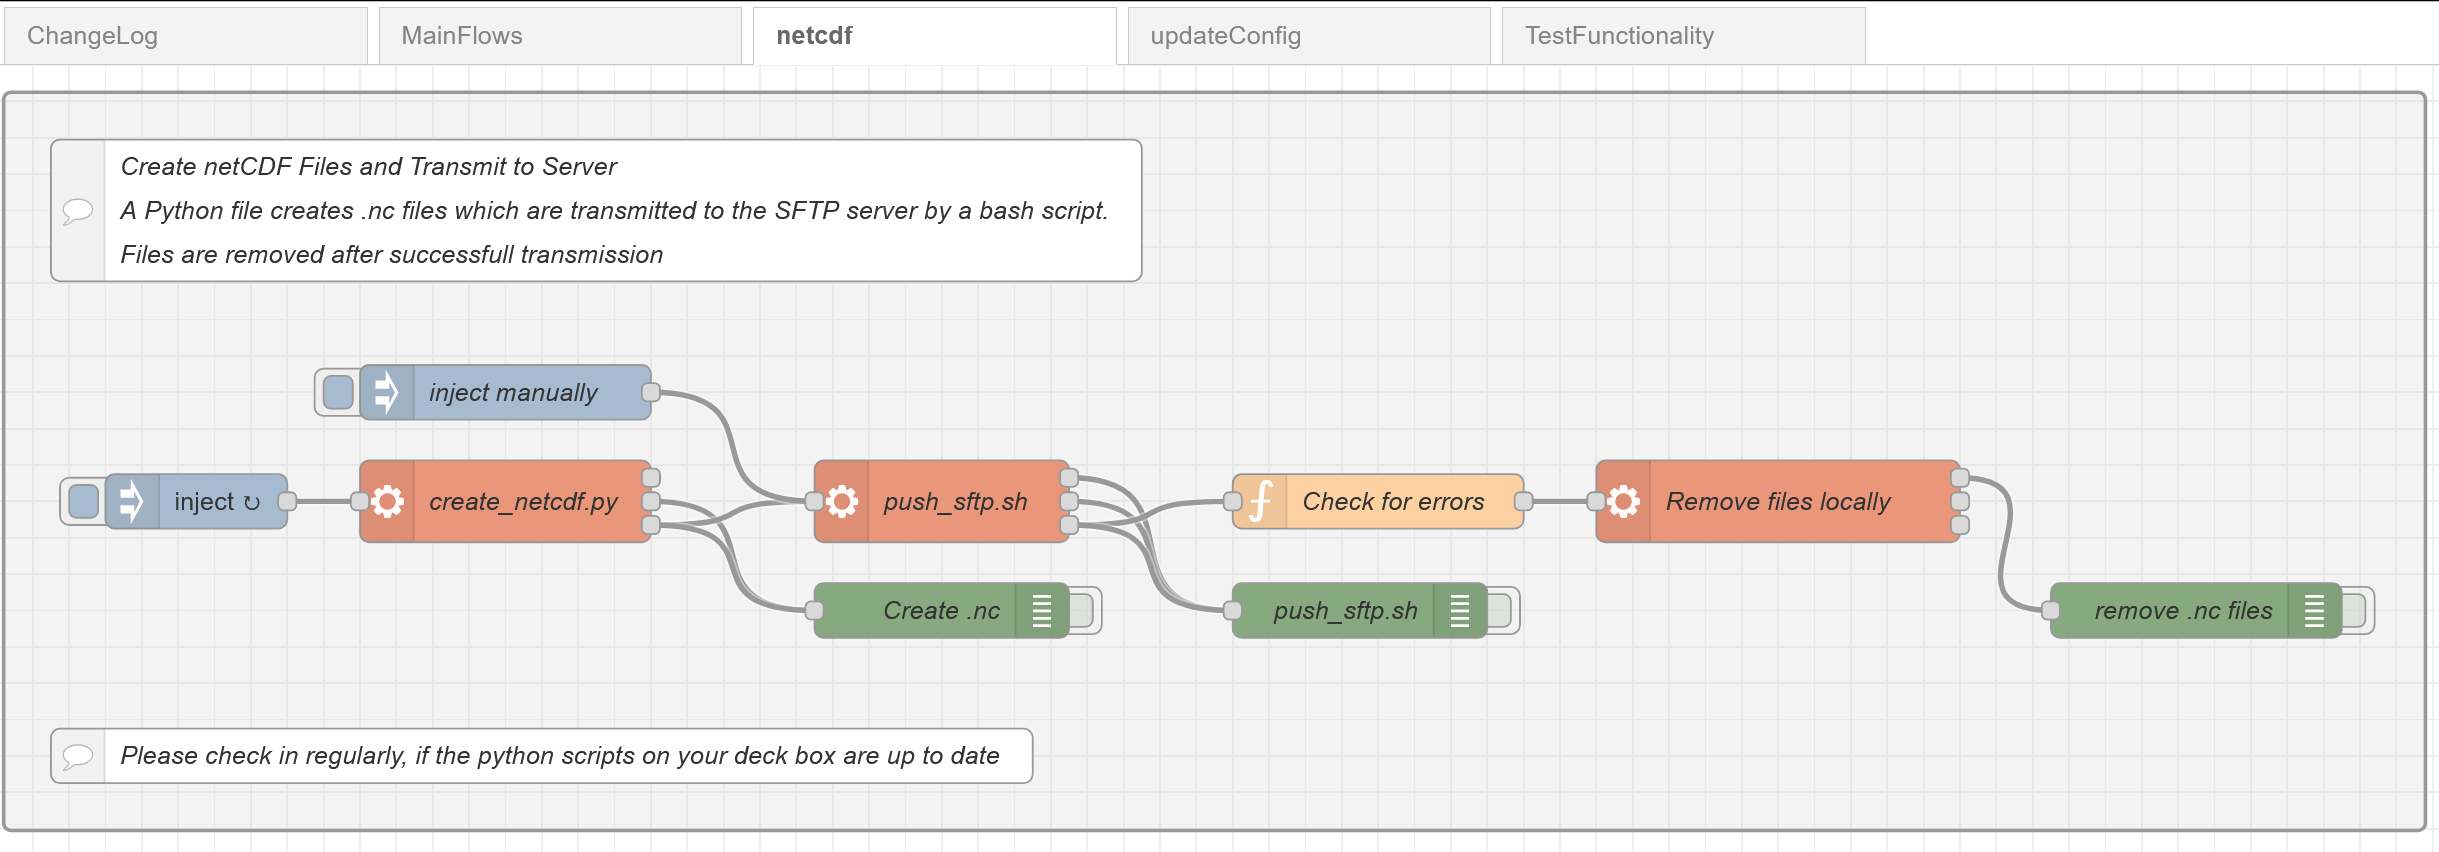 ChangeLog
MainFlows
netcdf
updateConfig
TestFunctionality
Create netCDF Files and Transmit to Server
A Python file creates .nc files which are transmitted to the SFTP server by a bash script.
Files are removed after successfull transmission
inject manually
inject ↻
create_netcdf.py
push_sftp.sh
Check for errors
Remove files locally
Create .nc
push_sftp.sh
remove .nc files
Please check in regularly, if the python scripts on your deck box are up to date